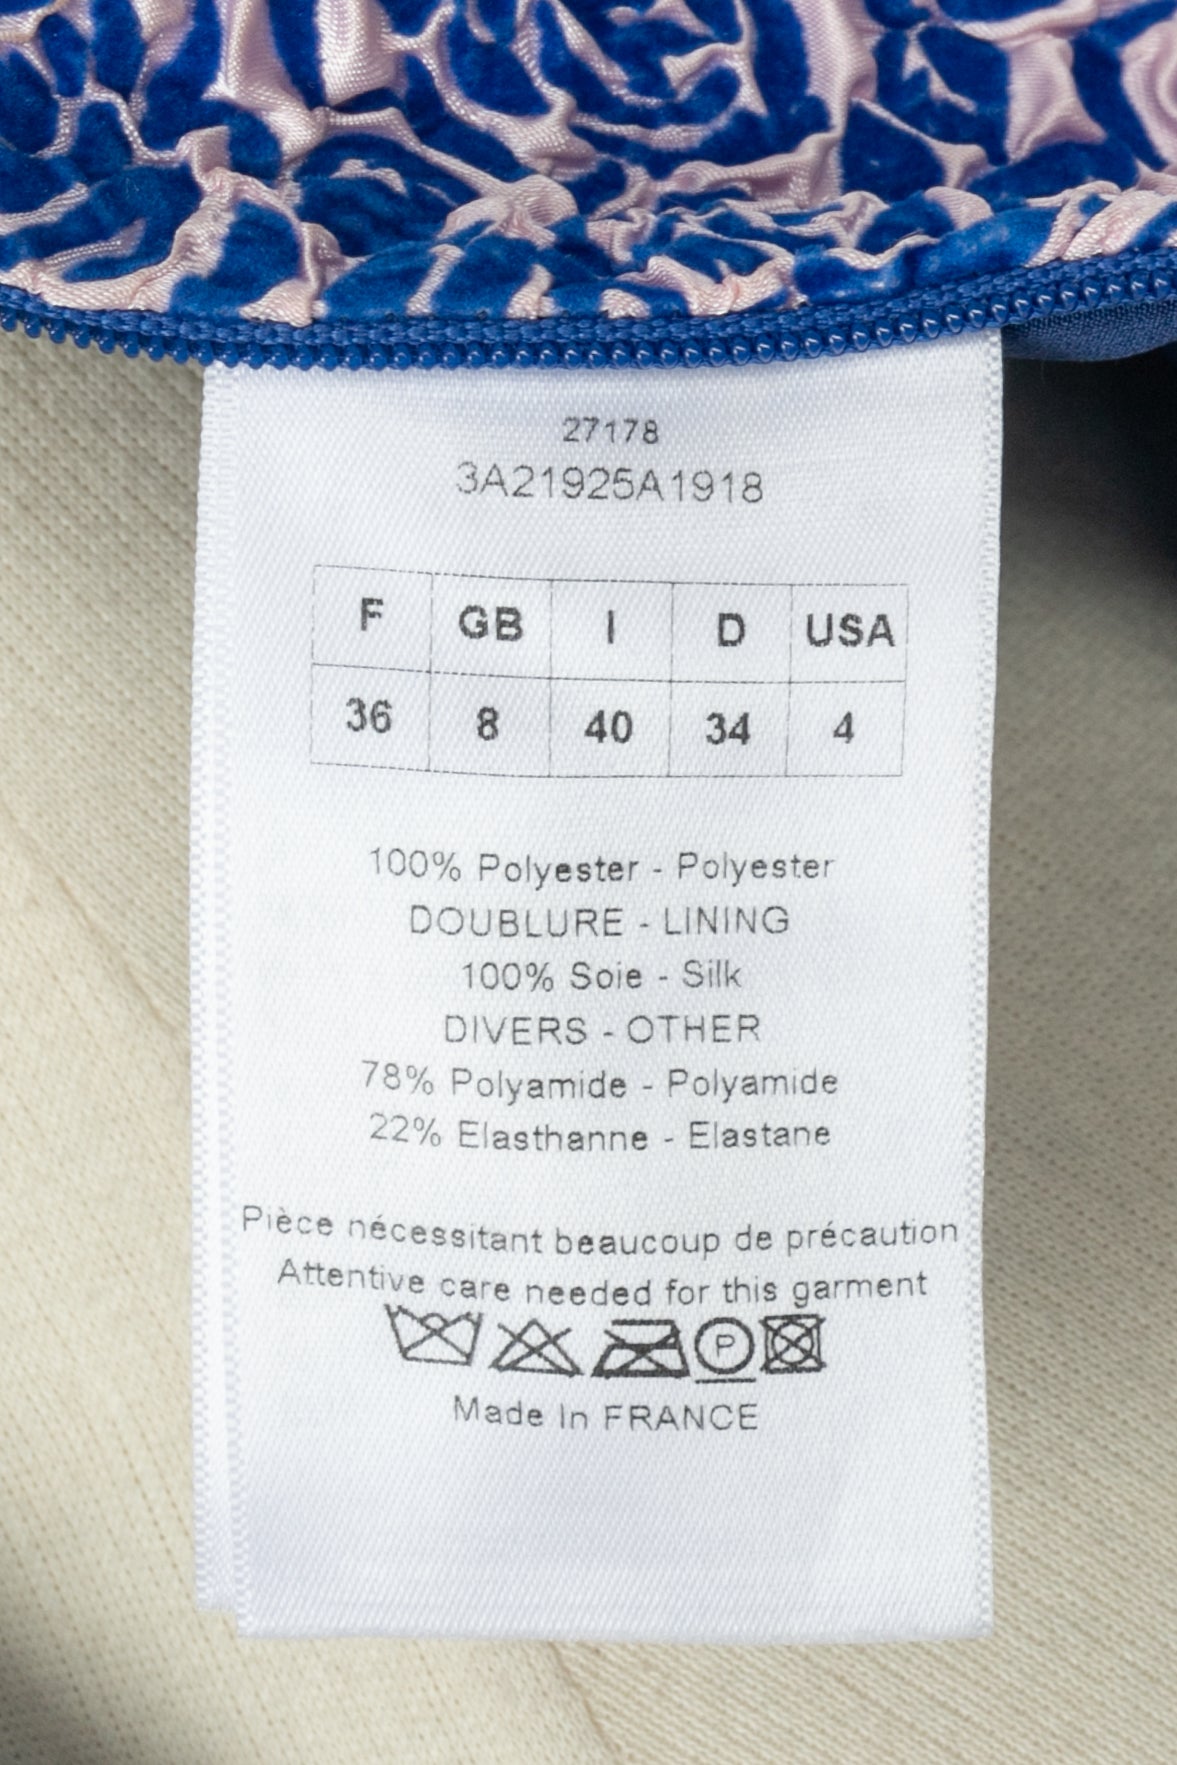 27178
3A21925A1918
F GB I D USA
36 8 40 34 4
100% Polyester - Polyester
DOUBLURE - LINING
100% Soie - Silk
DIVERS - OTHER
78% Polyamide - Polyamide
22% Elasthanne - Elastane
Pièce nécessitant beaucoup de précaution
Attentive care needed for this garment
P
Made In FRANCE